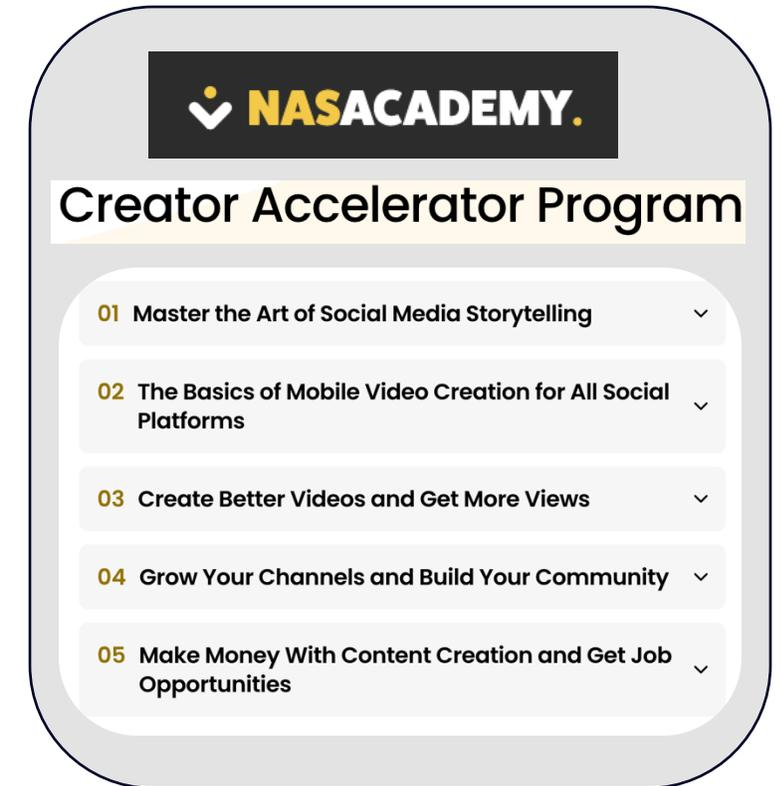 NASACADEMY.
Creator Accelerator Program
01 Master the Art of Social Media Storytelling
02 The Basics of Mobile Video Creation for All Social
Platforms
03 Create Better Videos and Get More Views
04 Grow Your Channels and Build Your Community
05 Make Money With Content Creation and Get Job
Opportunities